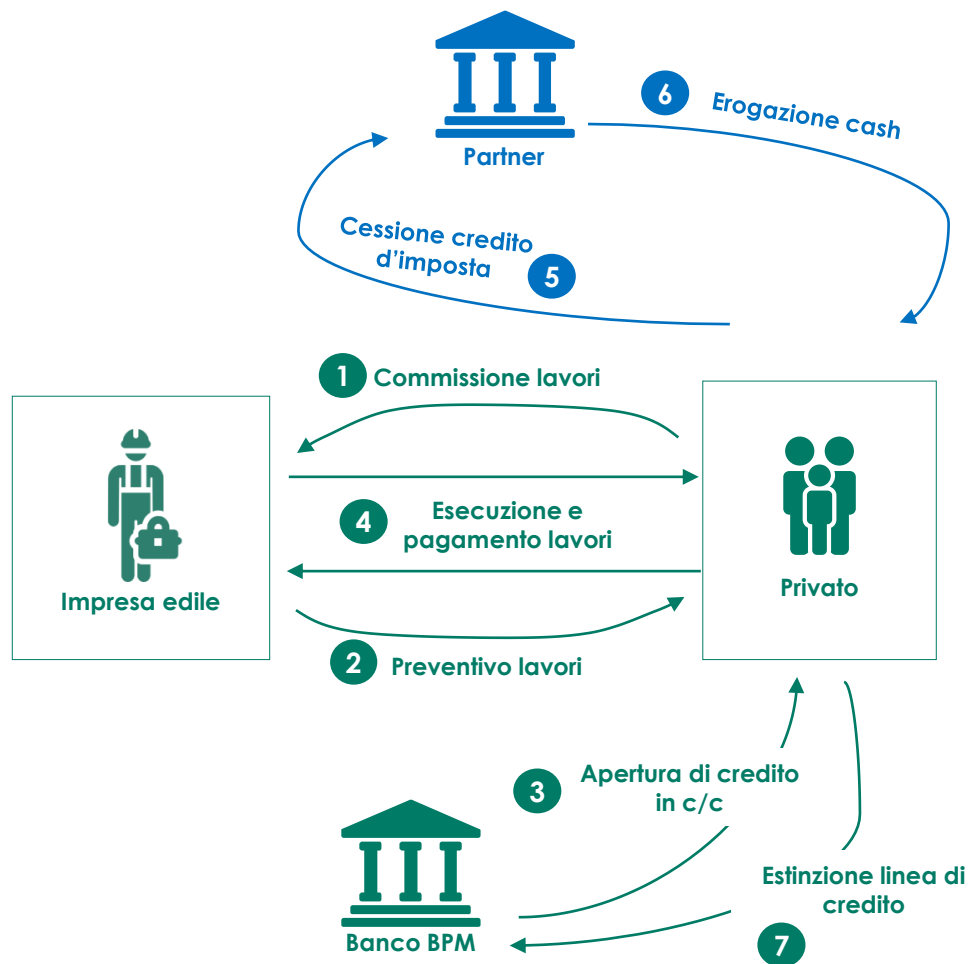 6 Erogazione cash
Partner
Cessione credito
d'imposta
5
1 Commissione lavori
4 Esecuzione e
pagamento lavori
Impresa edile
Privato
2 Preventivo lavori
3 Apertura di credito
in c/c
Estinzione linea di
credito
Banco BPM
7